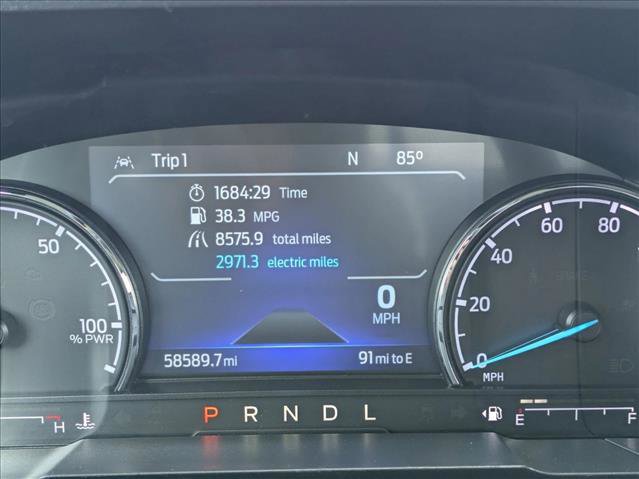 Trip 1 N 85°
1684:29 Time
38.3 MPG
8575.9 total miles
2971.3 electric miles
0
MPH
58589.7 mi 91 mi to E
50
100
% PWR
0
20
40
60
80
MPH
H
P R N D L
E F